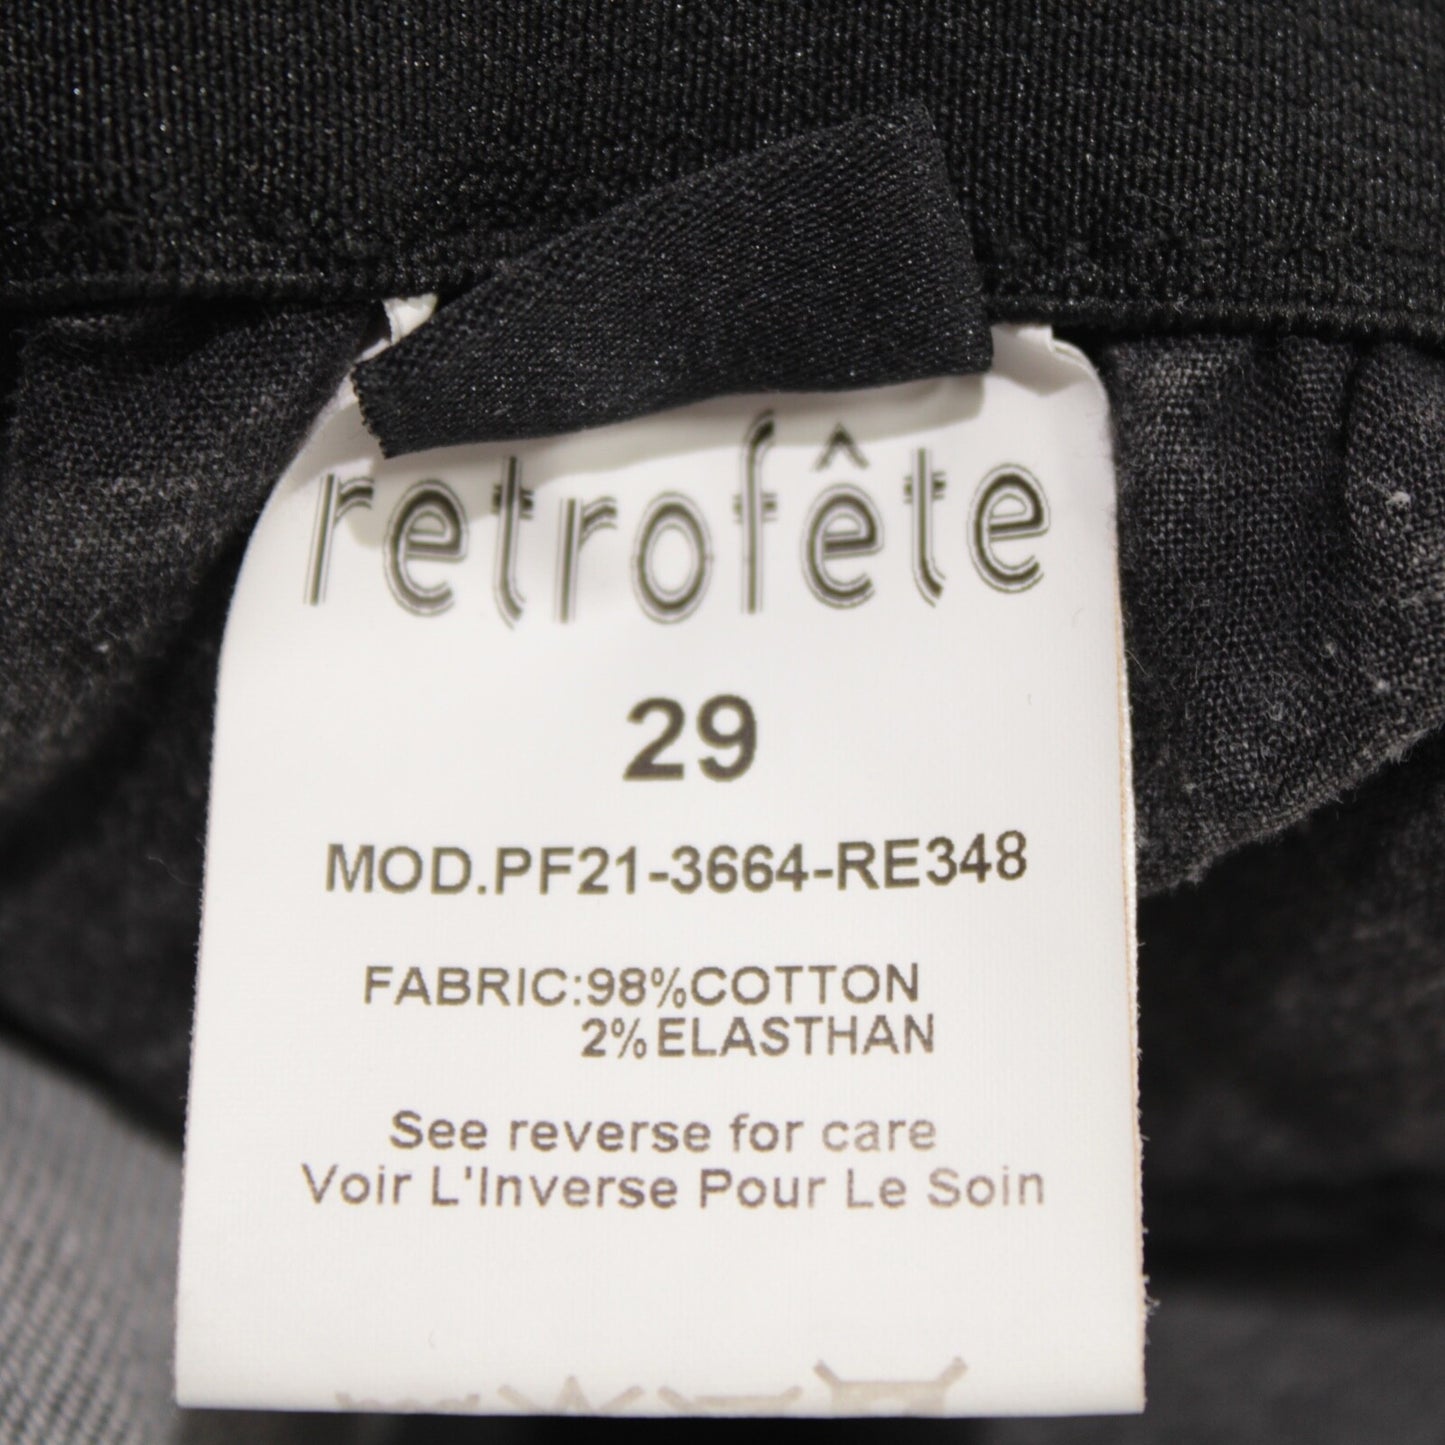 retrofête
29
MOD.PF21-3664-RE348
FABRIC:98%COTTON
2%ELASTHAN
See reverse for care
Voir L'Inverse Pour Le Soin